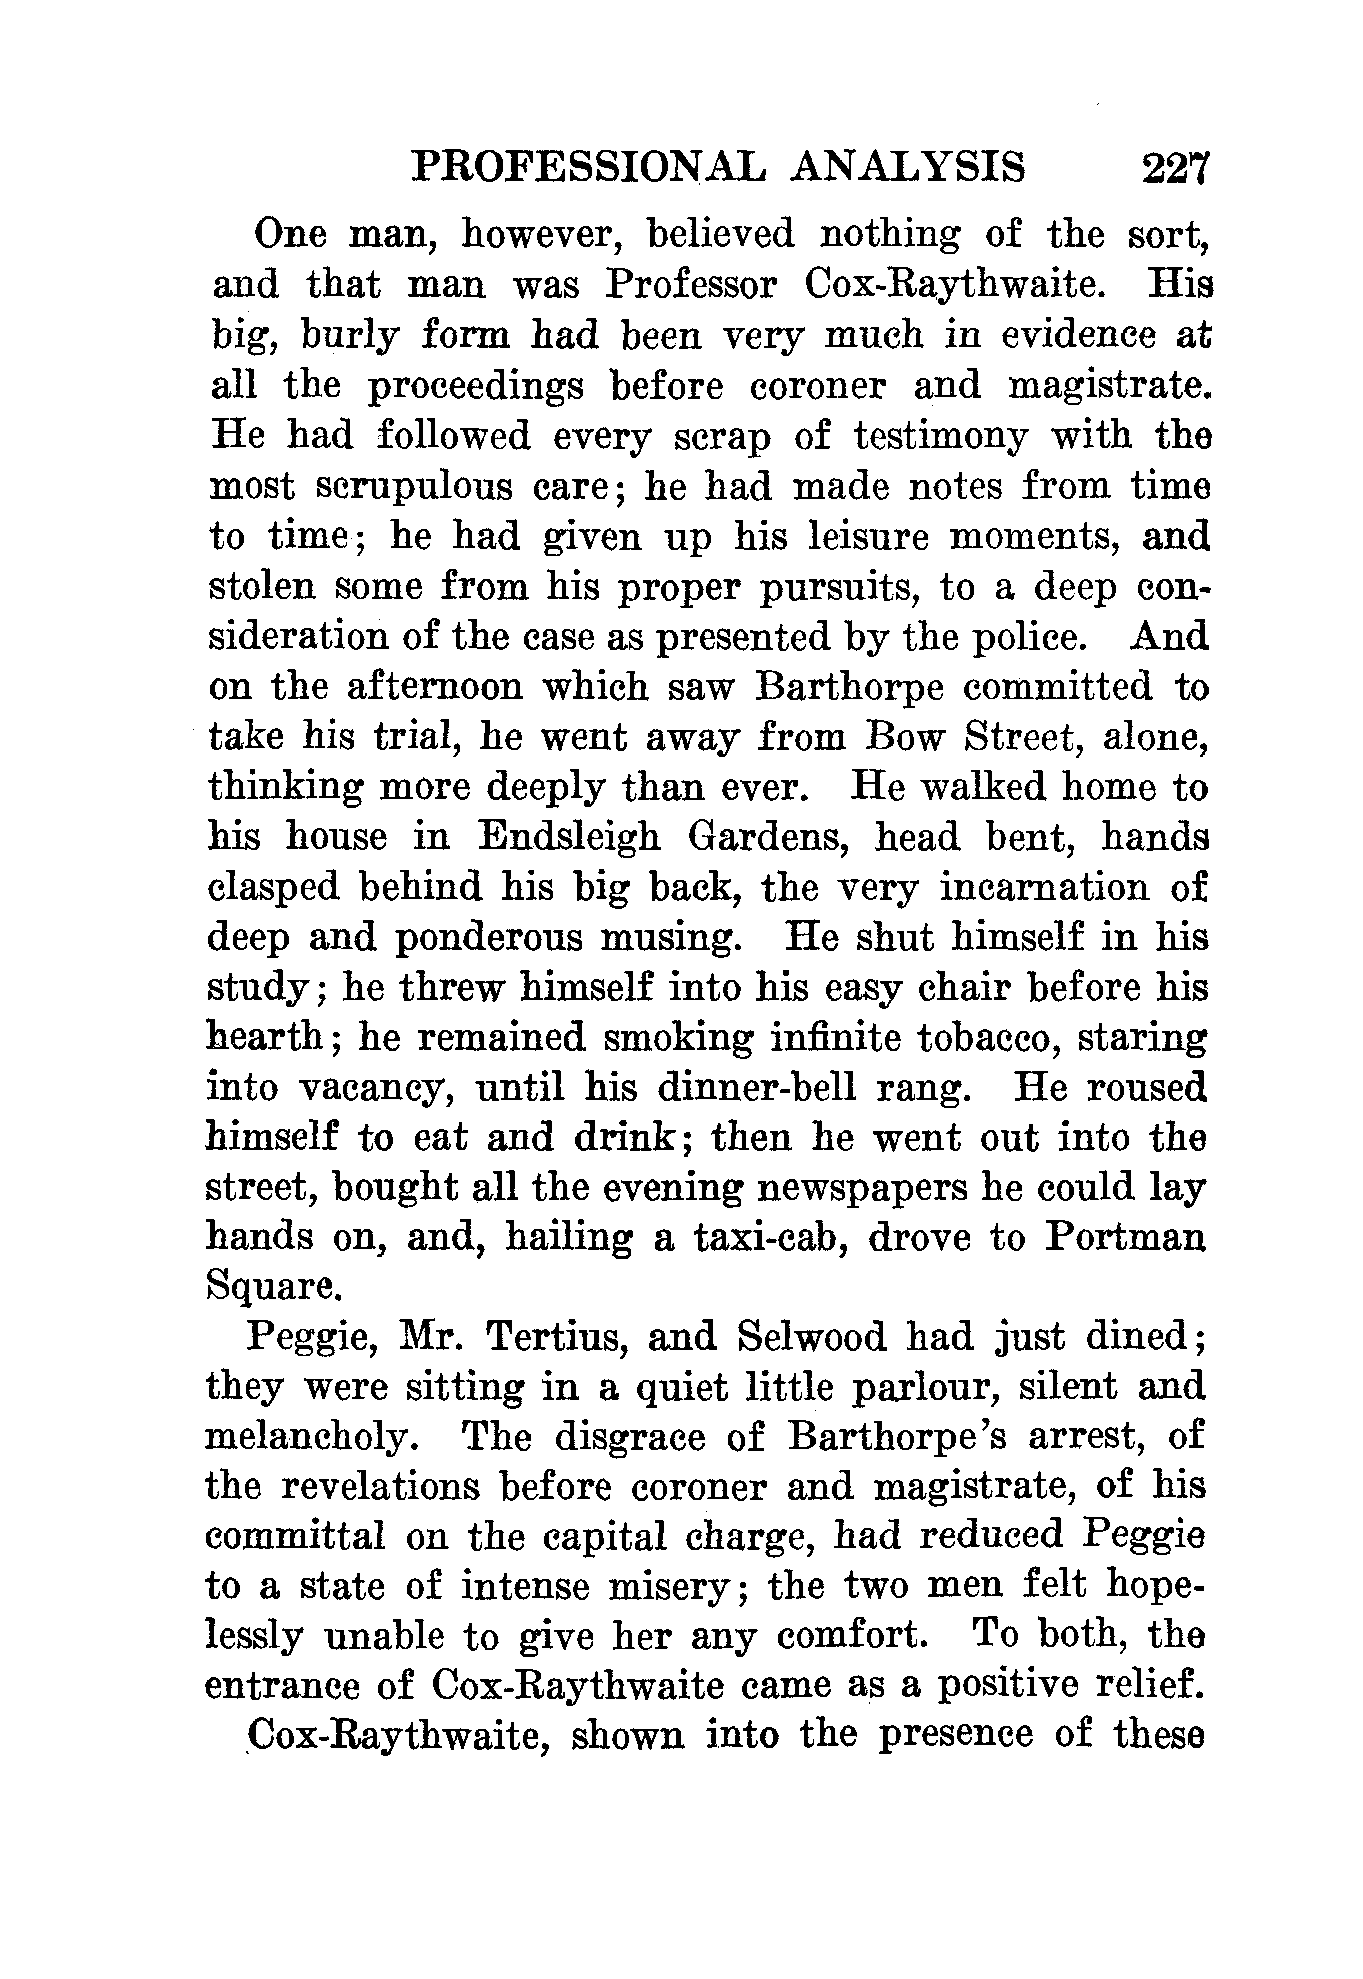 PROFESSIONAL ANALYSIS 227
One man, however, believed nothing of the sort,
and that man was Professor Cox-Raythwaite. His
big, burly form had been very much in evidence at
all the proceedings before coroner and magistrate.
He had followed every scrap of testimony with the
most scrupulous care; he had made notes from time
to time; he had given up his leisure moments, and
stolen some from his proper pursuits, to a deep con-
sideration of the case as presented by the police. And
on the afternoon which saw Barthorpe committed to
take his trial, he went away from Bow Street, alone,
thinking more deeply than ever. He walked home to
his house in Endsleigh Gardens, head bent, hands
clasped behind his big back, the very incarnation of
deep and ponderous musing. He shut himself in his
study; he threw himself into his easy chair before his
hearth; he remained smoking infinite tobacco, staring
into vacancy, until his dinner-bell rang. He roused
himself to eat and drink; then he went out into the
street, bought all the evening newspapers he could lay
hands on, and, hailing a taxi-cab, drove to Portman
Square.
Peggie, Mr. Tertius, and Selwood had just dined;
they were sitting in a quiet little parlour, silent and
melancholy. The disgrace of Barthorpe's arrest, of
the revelations before coroner and magistrate, of his
committal on the capital charge, had reduced Peggie
to a state of intense misery; the two men felt hope-
lessly unable to give her any comfort. To both, the
entrance of Cox-Raythwaite came as a positive relief.
Cox-Raythwaite, shown into the presence of these